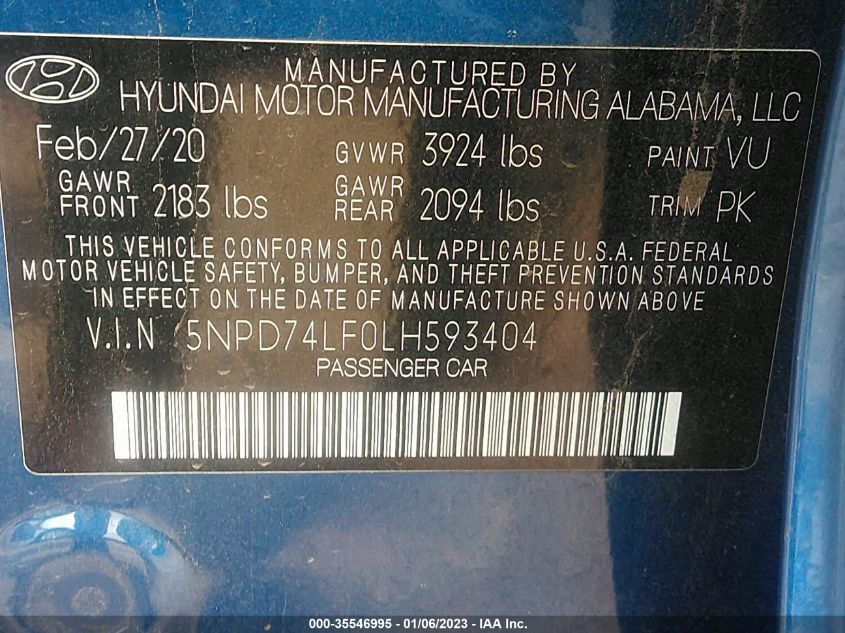 MANUFACTURED BY
HYUNDAI MOTOR MANUFACTURING ALABAMA, LLC
Feb/27/20 GVWR 3924 lbs PAINT VU
GAWR FRONT 2183 lbs GAWR REAR 2094 lbs TRIM PK
THIS VEHICLE CONFORMS TO ALL APPLICABLE U.S.A. FEDERAL
MOTOR VEHICLE SAFETY, BUMPER, AND THEFT PREVENTION STANDARDS
IN EFFECT ON THE DATE OF MANUFACTURE SHOWN ABOVE
V.I.N 5NPD74LF0LH593404
PASSENGER CAR
000-35546995 - 01/06/2023 - IAA Inc.